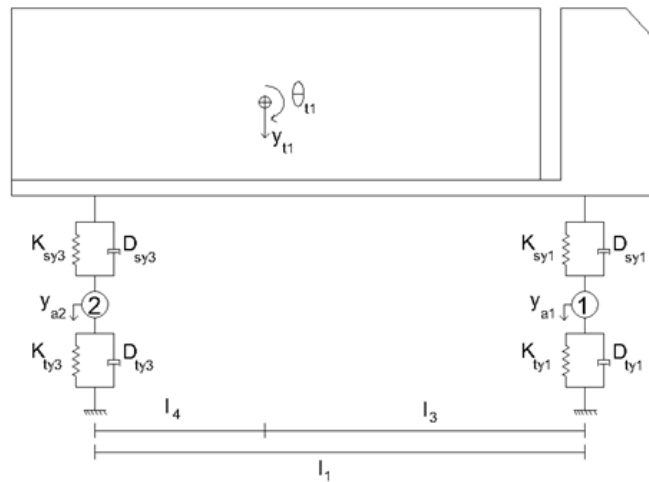 θt1
yt1
Ksy3 Dsy3 Ksy1 Dsy1
ya2 2 ya1 1
Kty3 Dty3 Kty1 Dty1
l4 l3
l1